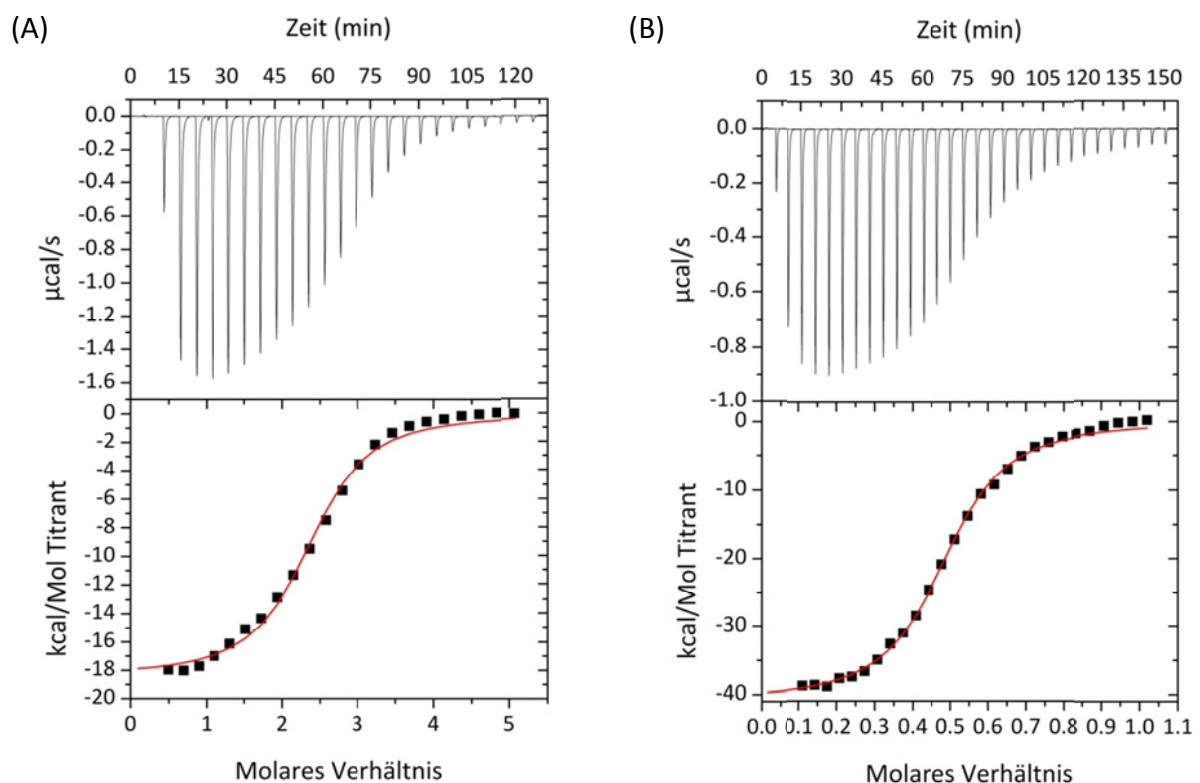 (A)
Zeit (min)
0 15 30 45 60 75 90 105 120
0.0
-0.2
-0.4
-0.6
-0.8
-1.0
-1.2
-1.4
-1.6
µcal/s
0
-2
-4
-6
-8
-10
-12
-14
-16
-18
-20
kcal/Mol Titrant
0 1 2 3 4 5
Molares Verhältnis
(B)
Zeit (min)
0 15 30 45 60 75 90 105 120 135 150
0.0
-0.2
-0.4
-0.6
-0.8
-1.0
µcal/s
0
-10
-20
-30
-40
kcal/Mol Titrant
0.0 0.1 0.2 0.3 0.4 0.5 0.6 0.7 0.8 0.9 1.0 1.1
Molares Verhältnis